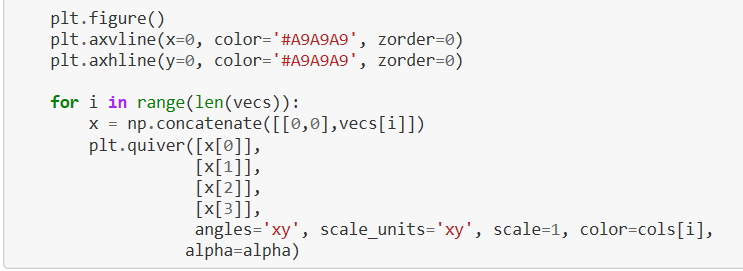 plt.figure()
plt.axvline(x=0, color='#A9A9A9', zorder=0)
plt.axhline(y=0, color='#A9A9A9', zorder=0)

for i in range(len(vecs)):
    x = np.concatenate([[0,0],vecs[i]])
    plt.quiver([x[0]],
               [x[1]],
               [x[2]],
               [x[3]],
               angles='xy', scale_units='xy', scale=1, color=cols[i],
              alpha=alpha)